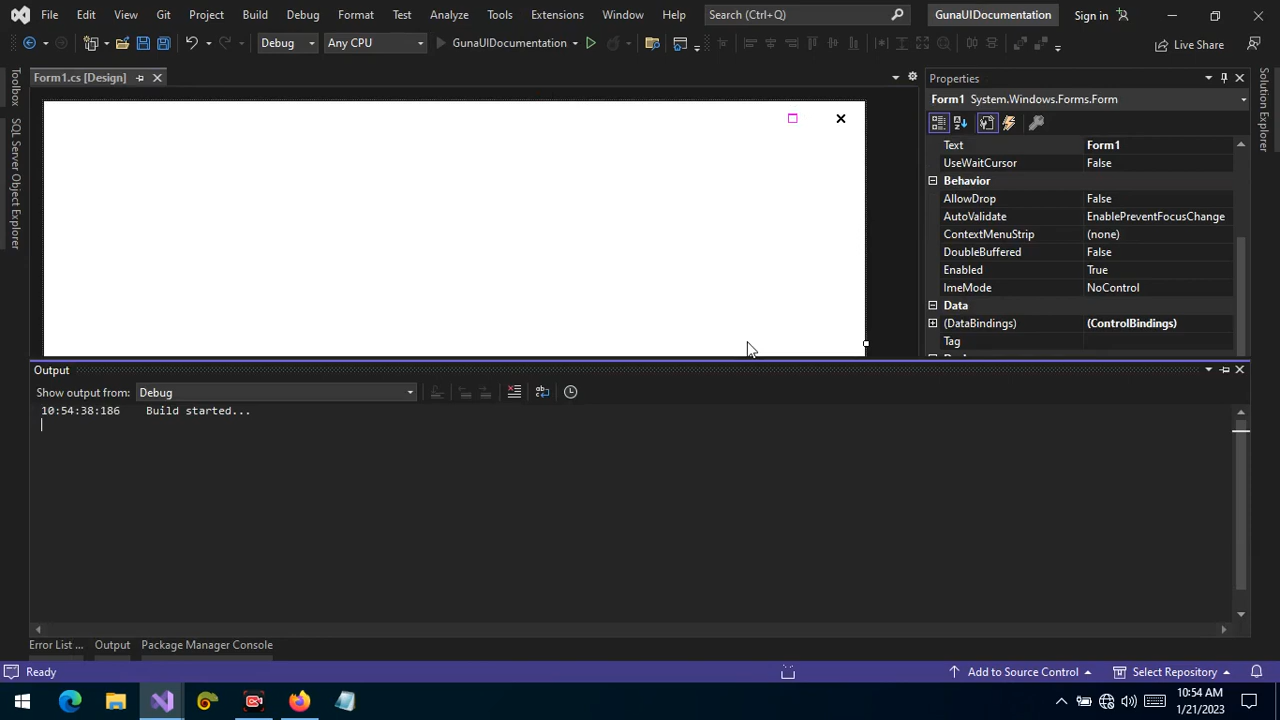 File Edit View Git Project Build Debug Format Test Analyze Tools Extensions Window Help Search (Ctrl+Q) GunaUIDocumentation Sign in
Debug Any CPU GunaUIDocumentation Live Share
Form1.cs [Design]
Properties
Form1 System.Windows.Forms.Form
Text Form1
UseWaitCursor False
Behavior
AllowDrop False
AutoValidate EnablePreventFocusChange
ContextMenuStrip (none)
DoubleBuffered False
Enabled True
ImeMode NoControl
Data
(DataBindings) (ControlBindings)
Tag
Toolbox
SQL Server Object Explorer
Solution Explorer
Output
Show output from: Debug
10:54:38:186 Build started...
Error List ... Output Package Manager Console
Ready Add to Source Control Select Repository
10:54 AM
1/21/2023